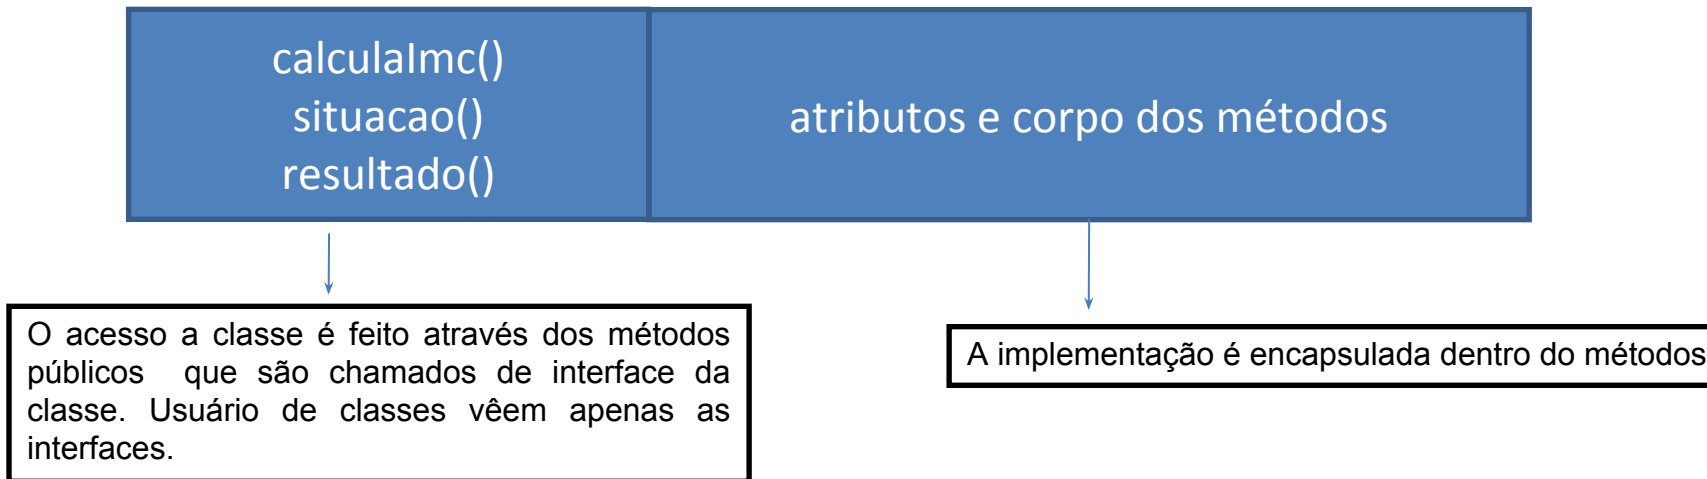 calculaImc()
situacao()
resultado()
atributos e corpo dos métodos
O acesso a classe é feito através dos métodos
públicos que são chamados de interface da
classe. Usuário de classes vêem apenas as
interfaces.
A implementação é encapsulada dentro do métodos